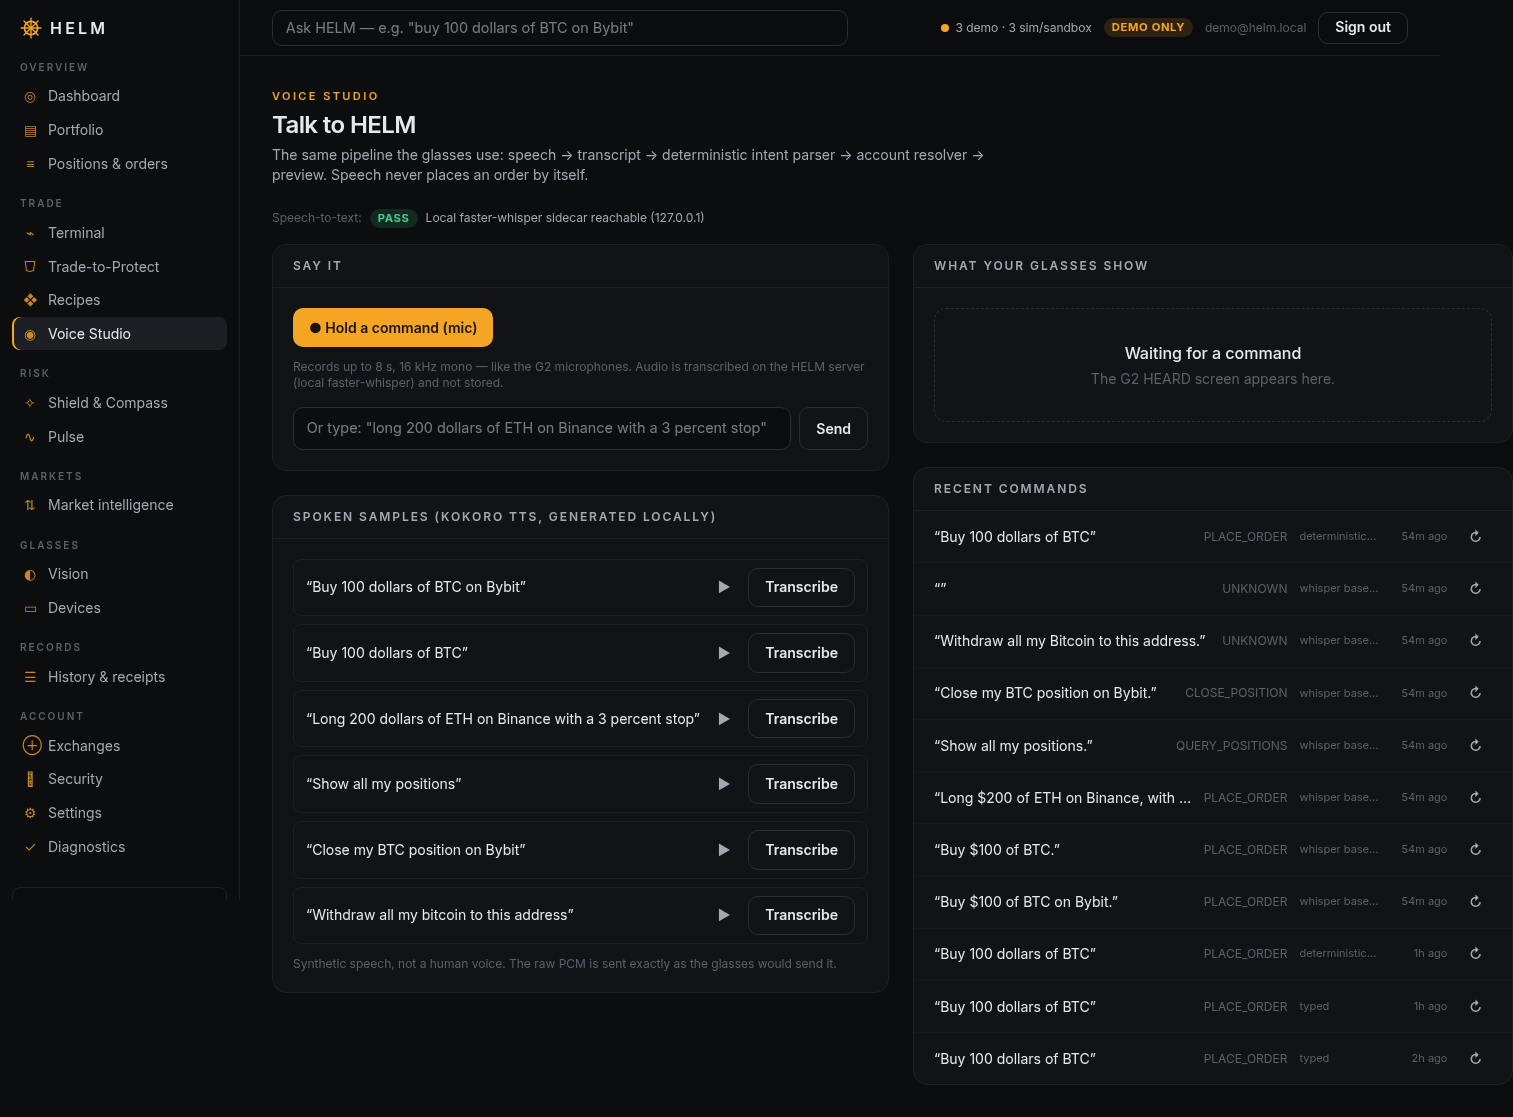 HELM
Ask HELM — e.g. "buy 100 dollars of BTC on Bybit"
3 demo · 3 sim/sandbox
DEMO ONLY
demo@helm.local
Sign out
OVERVIEW
Dashboard
Portfolio
Positions & orders
TRADE
Terminal
Trade-to-Protect
Recipes
Voice Studio
RISK
Shield & Compass
Pulse
MARKETS
Market intelligence
GLASSES
Vision
Devices
RECORDS
History & receipts
ACCOUNT
Exchanges
Security
Settings
Diagnostics
VOICE STUDIO
Talk to HELM
The same pipeline the glasses use: speech → transcript → deterministic intent parser → account resolver →
preview. Speech never places an order by itself.
Speech-to-text: PASS Local faster-whisper sidecar reachable (127.0.0.1)
SAY IT
Hold a command (mic)
Records up to 8 s, 16 kHz mono — like the G2 microphones. Audio is transcribed on the HELM server
(local faster-whisper) and not stored.
Or type: "long 200 dollars of ETH on Binance with a 3 percent stop"
Send
SPOKEN SAMPLES (KOKORO TTS, GENERATED LOCALLY)
“Buy 100 dollars of BTC on Bybit” Transcribe
“Buy 100 dollars of BTC” Transcribe
“Long 200 dollars of ETH on Binance with a 3 percent stop” Transcribe
“Show all my positions” Transcribe
“Close my BTC position on Bybit” Transcribe
“Withdraw all my bitcoin to this address” Transcribe
Synthetic speech, not a human voice. The raw PCM is sent exactly as the glasses would send it.
WHAT YOUR GLASSES SHOW
Waiting for a command
The G2 HEARD screen appears here.
RECENT COMMANDS
“Buy 100 dollars of BTC” PLACE_ORDER deterministic... 54m ago
“” UNKNOWN whisper base... 54m ago
“Withdraw all my Bitcoin to this address.” UNKNOWN whisper base... 54m ago
“Close my BTC position on Bybit.” CLOSE_POSITION whisper base... 54m ago
“Show all my positions.” QUERY_POSITIONS whisper base... 54m ago
“Long $200 of ETH on Binance, with ... PLACE_ORDER whisper base... 54m ago
“Buy $100 of BTC.” PLACE_ORDER whisper base... 54m ago
“Buy $100 of BTC on Bybit.” PLACE_ORDER whisper base... 54m ago
“Buy 100 dollars of BTC” PLACE_ORDER deterministic... 1h ago
“Buy 100 dollars of BTC” PLACE_ORDER typed 1h ago
“Buy 100 dollars of BTC” PLACE_ORDER typed 2h ago